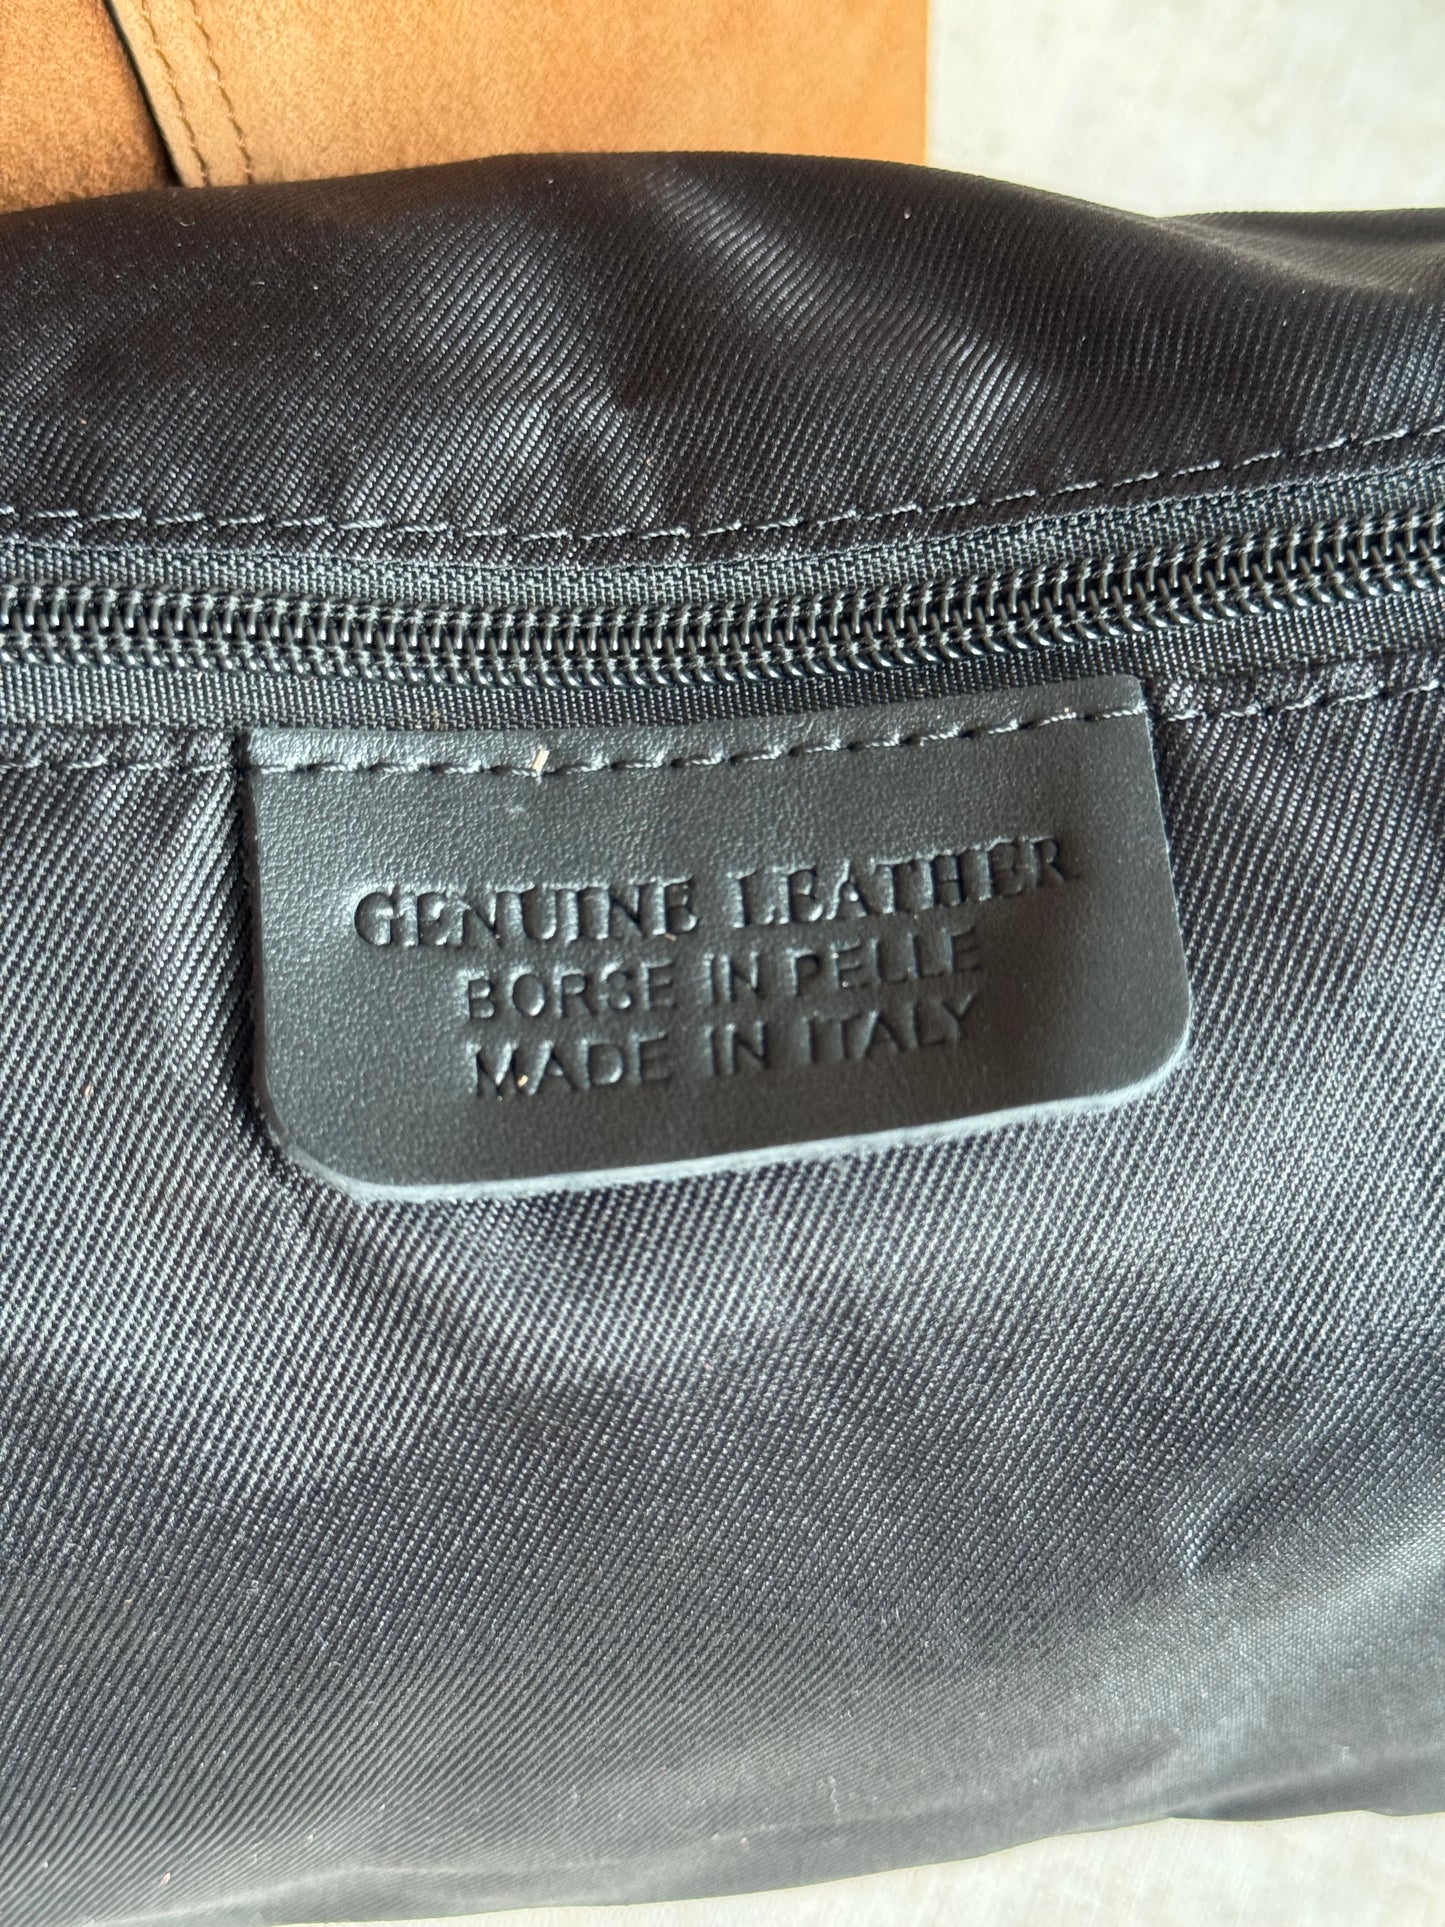 GENUINE LEATHER
BORSE IN PELLE
MADE IN ITALY